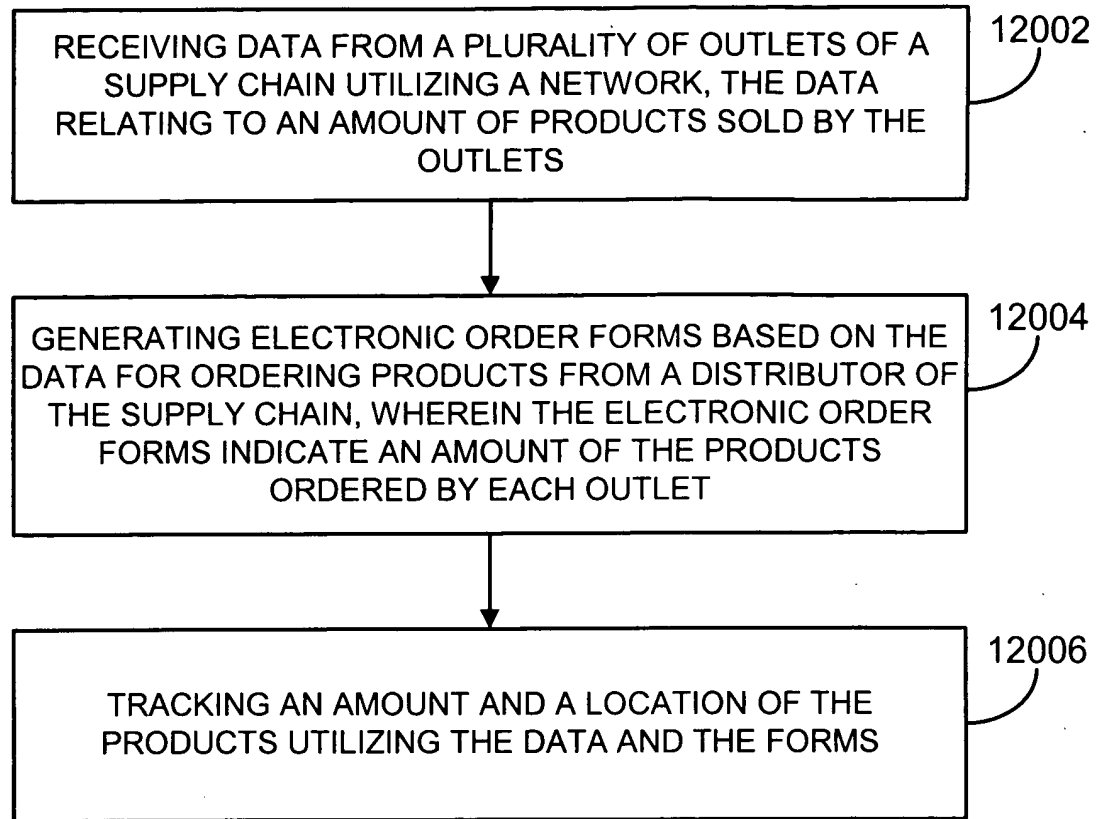 RECEIVING DATA FROM A PLURALITY OF OUTLETS OF A
SUPPLY CHAIN UTILIZING A NETWORK, THE DATA
RELATING TO AN AMOUNT OF PRODUCTS SOLD BY THE
OUTLETS
12002
GENERATING ELECTRONIC ORDER FORMS BASED ON THE
DATA FOR ORDERING PRODUCTS FROM A DISTRIBUTOR OF
THE SUPPLY CHAIN, WHEREIN THE ELECTRONIC ORDER
FORMS INDICATE AN AMOUNT OF THE PRODUCTS
ORDERED BY EACH OUTLET
12004
TRACKING AN AMOUNT AND A LOCATION OF THE
PRODUCTS UTILIZING THE DATA AND THE FORMS
12006